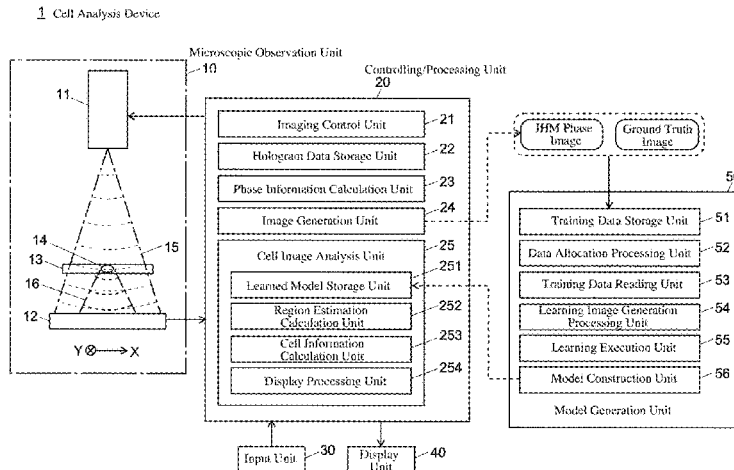 1 Cell Analysis Device
Microscopic Observation Unit
10
11
14
13
15
16
12
Y X
Controlling/Processing Unit
20
Imaging Control Unit
21
Hologram Data Storage Unit
22
Phase Information Calculation Unit
23
Image Generation Unit
24
Cell Image Analysis Unit
25
251
Learned Model Storage Unit
Region Estimation
Calculation Unit
252
Cell Information
Calculation Unit
253
Display Processing Unit
254
Input Unit
30
Display
Unit
40
IHM Phase
Image
Ground Truth
Image
Training Data Storage Unit
51
Data Allocation Processing Unit
52
Training Data Reading Unit
53
Learning Image Generation
Processing Unit
54
Learning Execution Unit
55
Model Construction Unit
56
Model Generation Unit